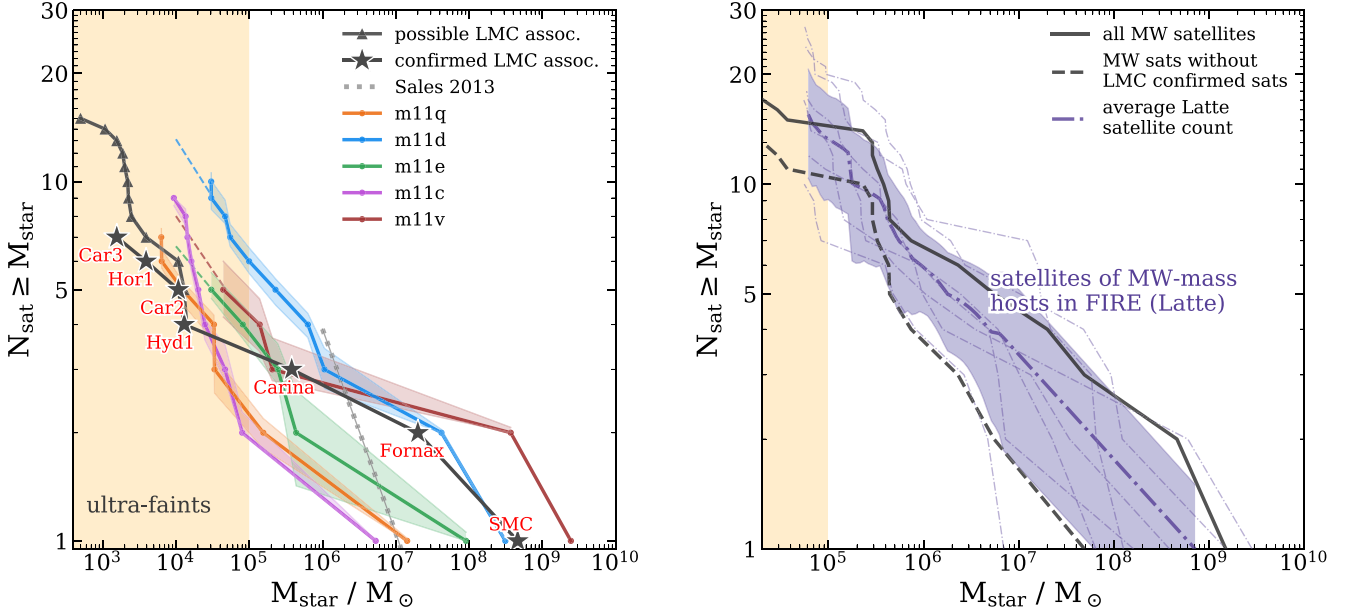 30
20
10
5
1
N_sat ≥ M_star
possible LMC assoc.
confirmed LMC assoc.
Sales 2013
m11q
m11d
m11e
m11c
m11v
Car3
Hor1
Car2
Hyd1
Carina
Fornax
SMC
ultra-faints
10^3 10^4 10^5 10^6 10^7 10^8 10^9 10^10
M_star / M_⊙
30
20
10
5
1
N_sat ≥ M_star
all MW satellites
MW sats without
LMC confirmed sats
average Latte
satellite count
satellites of MW-mass
hosts in FIRE (Latte)
10^5 10^6 10^7 10^8 10^9 10^10
M_star / M_⊙